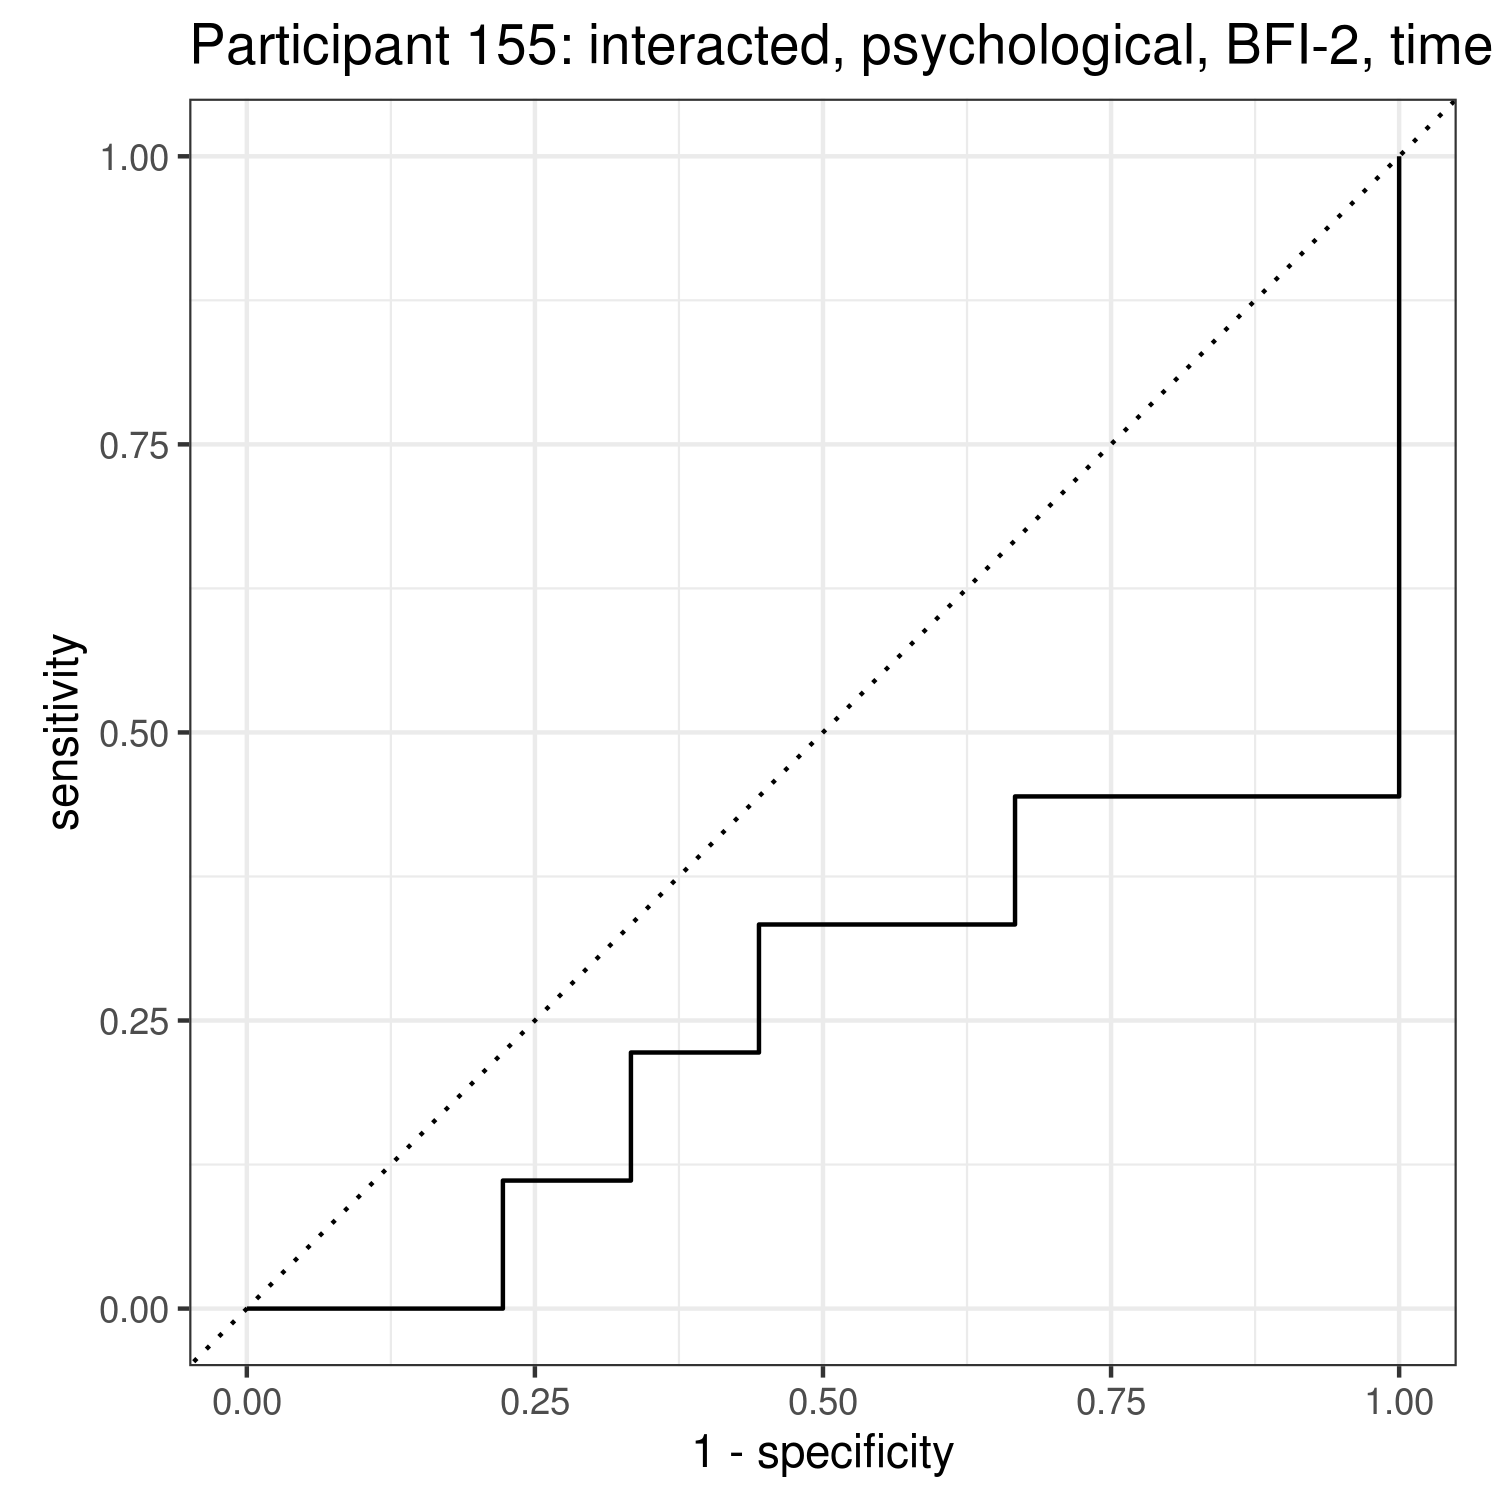 Participant 155: interacted, psychological, BFI-2, time
1.00
0.75
0.50
0.25
0.00
sensitivity
0.00 0.25 0.50 0.75 1.00
1 - specificity